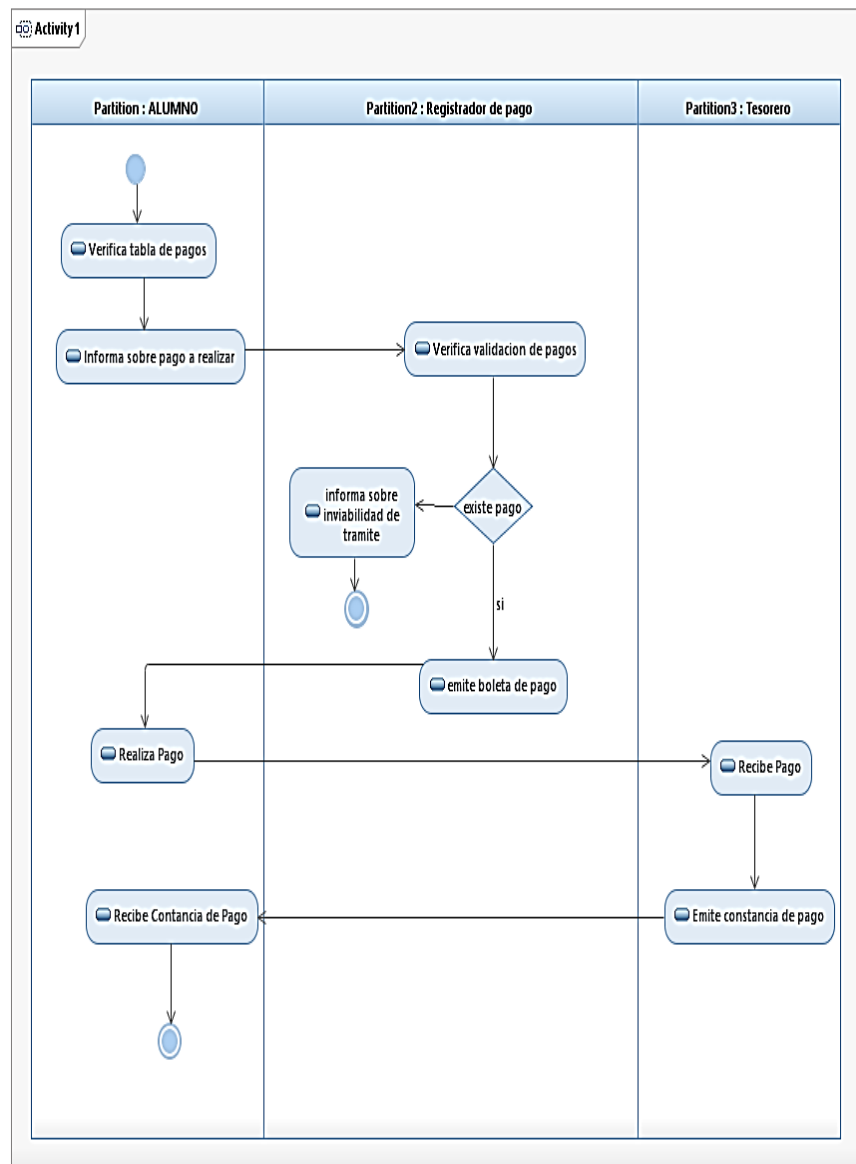 Activity1
Partition : ALUMNO
Partition2 : Registrador de pago
Partition3 : Tesorero
Verifica tabla de pagos
Informa sobre pago a realizar
Verifica validacion de pagos
existe pago
informa sobre
inviabilidad de
tramite
si
emite boleta de pago
Realiza Pago
Recibe Pago
Recibe Contancia de Pago
Emite constancia de pago